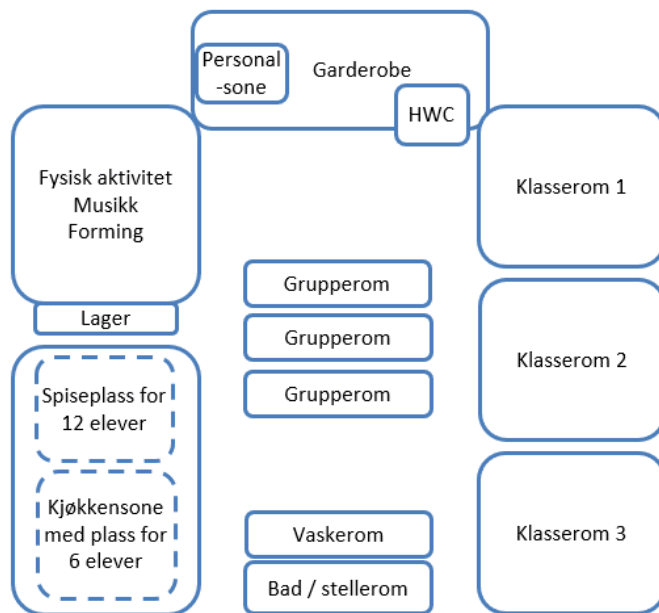 Personal
-sone
Garderobe
HWC
Fysisk aktivitet
Musikk
Forming
Klasserom 1
Grupperom
Lager
Grupperom
Klasserom 2
Spiseplass for
12 elever
Grupperom
Kjøkkensone
med plass for
6 elever
Vaskerom
Klasserom 3
Bad / stellerom